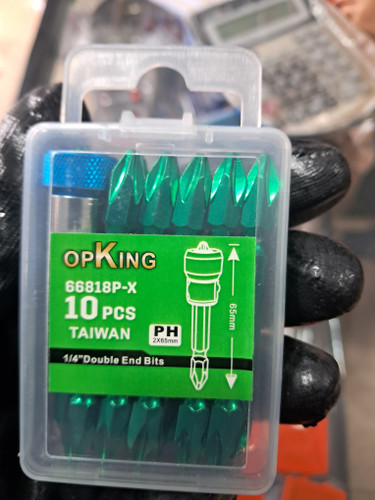 OPKING
66818P-X
10 PCS
TAIWAN
PH
2X65mm
65mm
1/4"Double End Bits